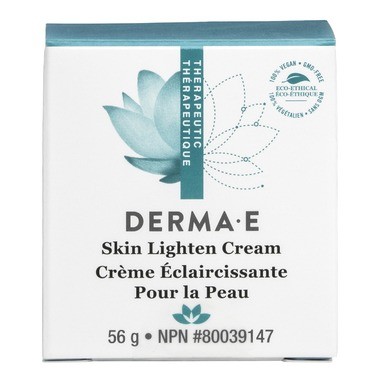 THERAPEUTIC
THÉRAPEUTIQUE
100% VEGAN • GMO-FREE
ECO-ETHICAL
ÉCO-ÉTHIQUE
100% VÉGÉTALIEN • SANS OGM
DERMA·E
Skin Lighten Cream
Crème Éclaircissante
Pour la Peau
56 g • NPN #80039147